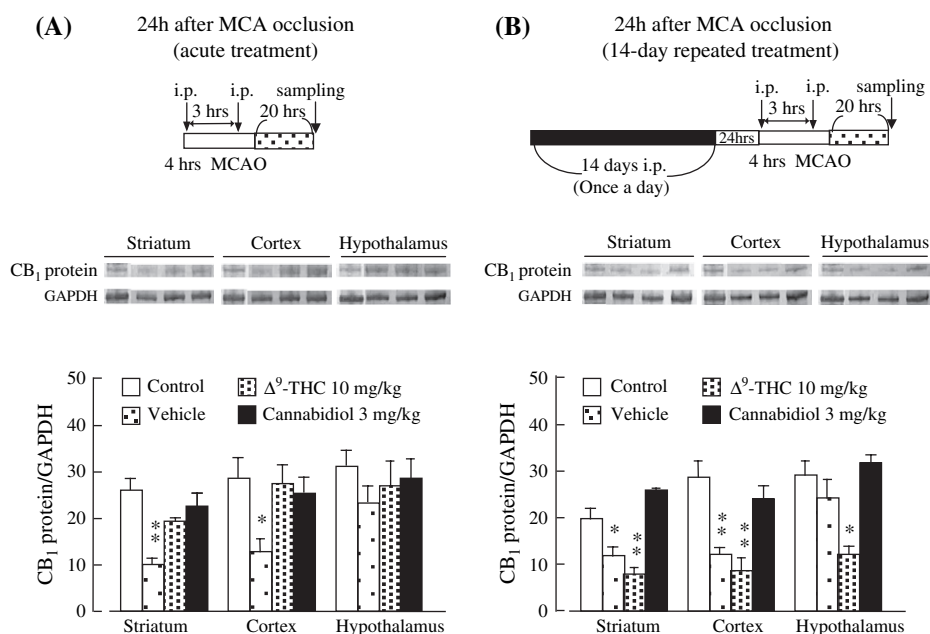 (A) 24h after MCA occlusion
(acute treatment)
i.p. i.p. sampling
3 hrs 20 hrs
4 hrs MCAO
Striatum Cortex Hypothalamus
CB₁ protein
GAPDH
50
40
30
20
10
0
CB₁ protein/GAPDH
Control Δ⁹-THC 10 mg/kg
Vehicle Cannabidiol 3 mg/kg
** *
Striatum Cortex Hypothalamus
(B) 24h after MCA occlusion
(14-day repeated treatment)
i.p. i.p. sampling
3 hrs 20 hrs
24hrs
14 days i.p. 4 hrs MCAO
(Once a day)
Striatum Cortex Hypothalamus
CB₁ protein
GAPDH
50
40
30
20
10
0
CB₁ protein/GAPDH
Control Δ⁹-THC 10 mg/kg
Vehicle Cannabidiol 3 mg/kg
* ** ** ** *
Striatum Cortex Hypothalamus